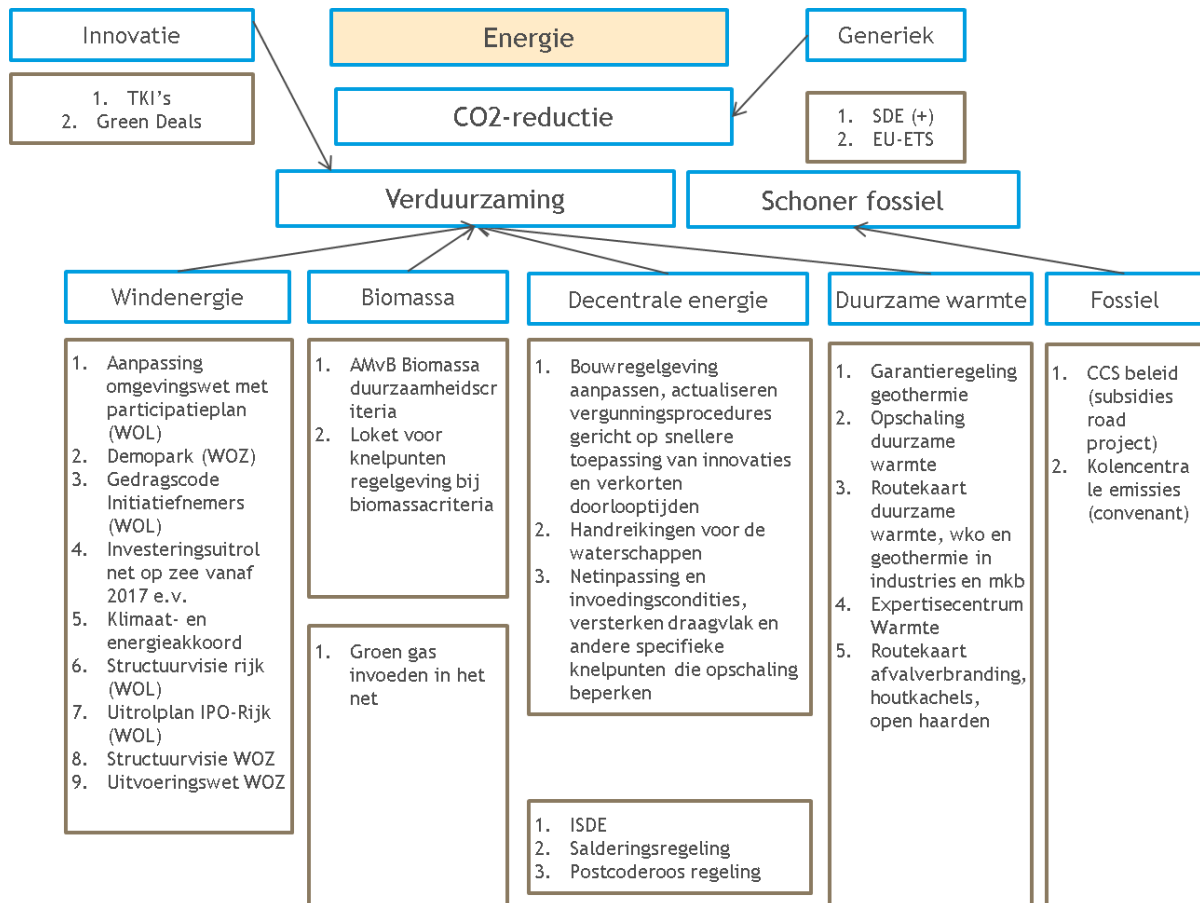 Innovatie
Energie
Generiek
1. TKI's
2. Green Deals
CO2-reductie
1. SDE (+)
2. EU-ETS
Verduurzaming
Schoner fossiel
Windenergie
Biomassa
Decentrale energie
Duurzame warmte
Fossiel
1. Aanpassing
omgevingswet met
participatieplan
(WOL)
2. Demopark (WOZ)
3. Gedragscode
Initiatiefnemers
(WOL)
4. Investeringsuitrol
net op zee vanaf
2017 e.v.
5. Klimaat- en
energieakkoord
6. Structuurvisie rijk
(WOL)
7. Uitrolplan IPO-Rijk
(WOL)
8. Structuurvisie WOZ
9. Uitvoeringswet WOZ
1. AMvB Biomassa
duurzaamheidscr
iteria
2. Loket voor
knelpunten
regelgeving bij
biomassacriteria
1. Groen gas
invoeden in het
net
1. Bouwregelgeving
aanpassen, actualiseren
vergunningsprocedures
gericht op snellere
toepassing van innovaties
en verkorten
doorlooptijden
2. Handreikingen voor de
waterschappen
3. Netinpassing en
invoedingscondities,
versterken draagvlak en
andere specifieke
knelpunten die opschaling
beperken
1. ISDE
2. Salderingsregeling
3. Postcoderoos regeling
1. Garantieregeling
geothermie
2. Opschaling
duurzame
warmte
3. Routekaart
duurzame
warmte, wko en
geothermie in
industries en mkb
4. Expertisecentrum
Warmte
5. Routekaart
afvalverbranding,
houtkachels,
open haarden
1. CCS beleid
(subsidies
road
project)
2. Kolencentra
le emissies
(convenant)